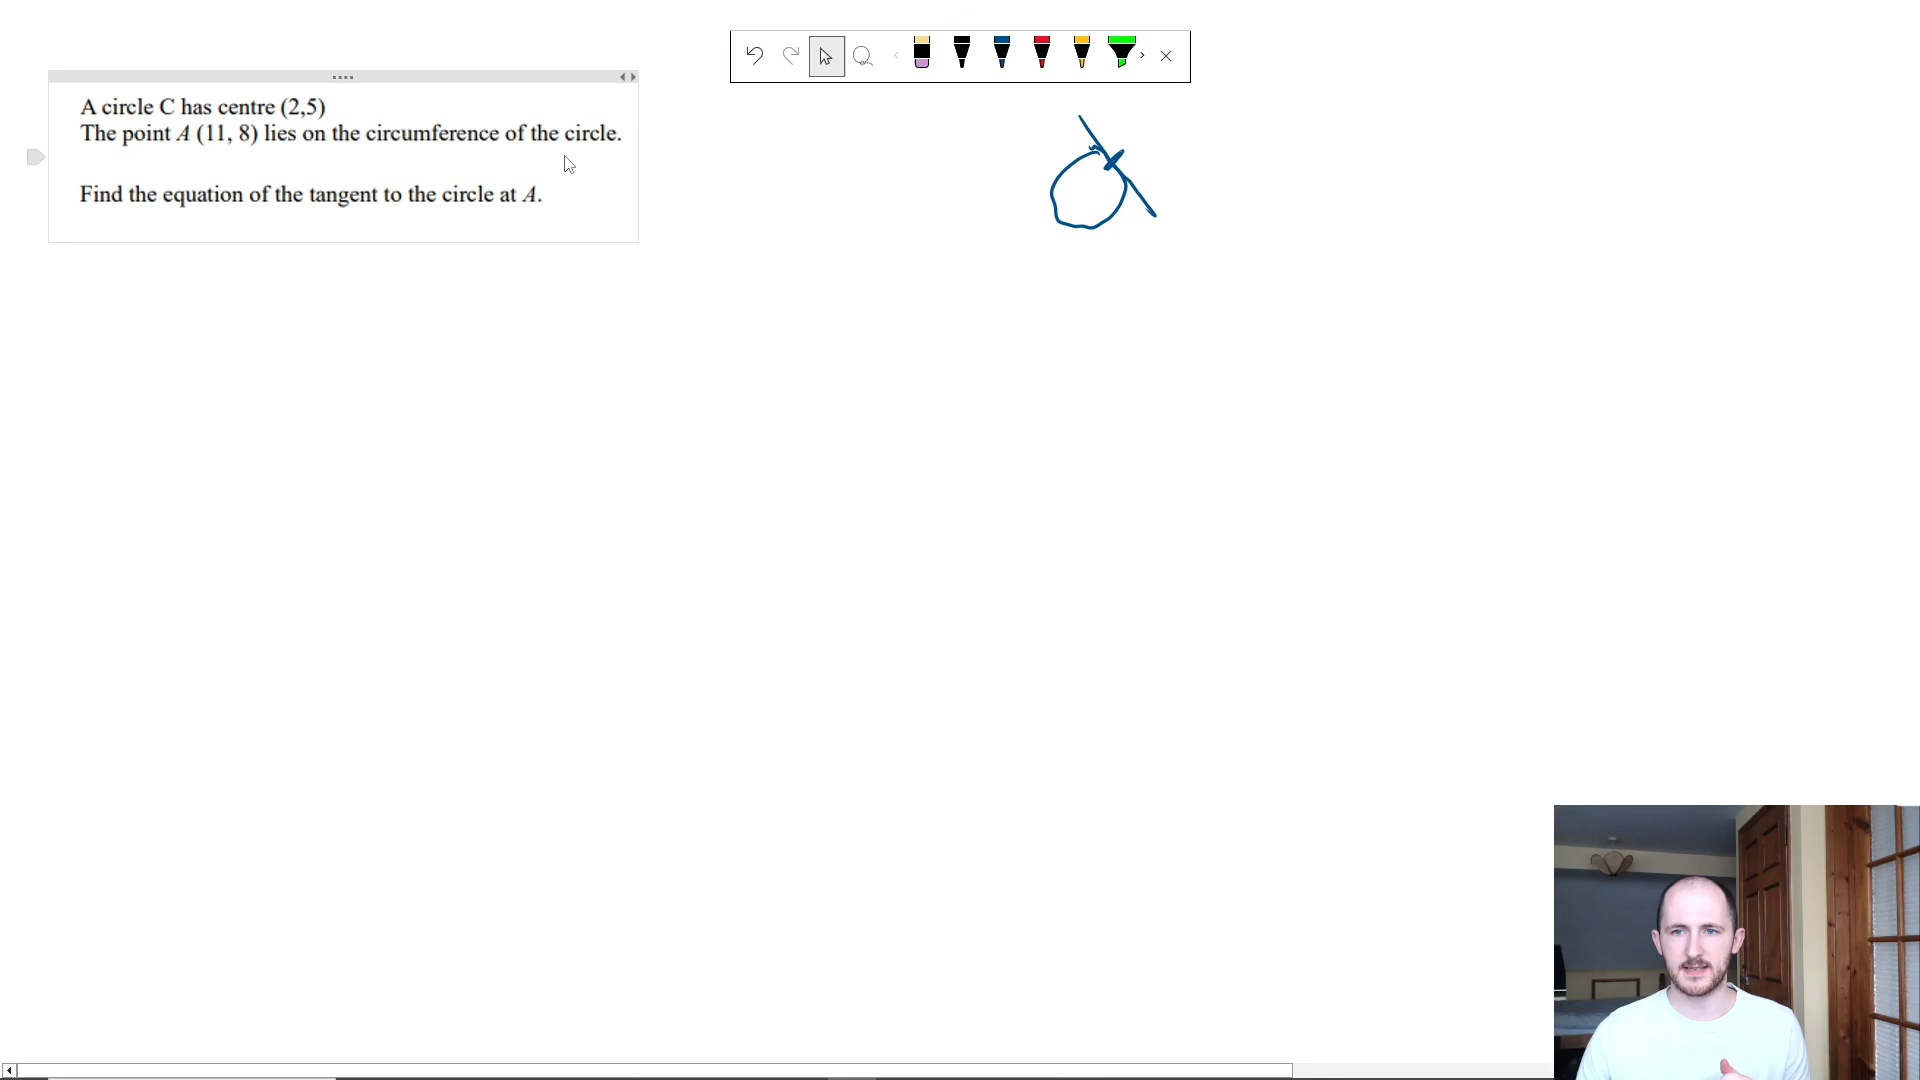 A circle C has centre (2,5)
The point A (11, 8) lies on the circumference of the circle.
Find the equation of the tangent to the circle at A.